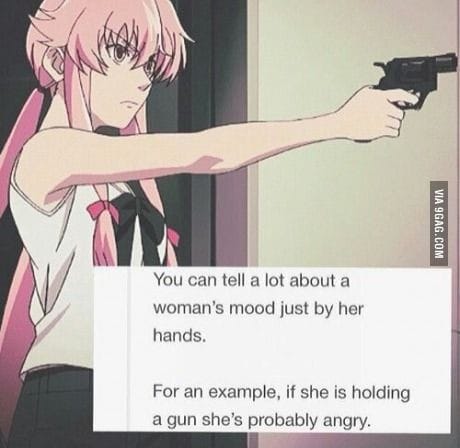 You can tell a lot about a
woman's mood just by her
hands.
For an example, if she is holding
a gun she's probably angry.
VIA 9GAG.COM